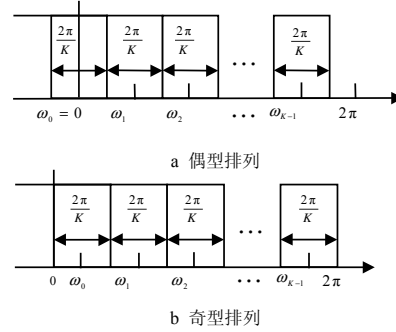 2π/K 2π/K 2π/K ··· 2π/K
ω₀ = 0 ω₁ ω₂ ··· ω_{K-1} 2π
a 偶型排列
2π/K 2π/K 2π/K ··· 2π/K
0 ω₀ ω₁ ω₂ ··· ω_{K-1} 2π
b 奇型排列